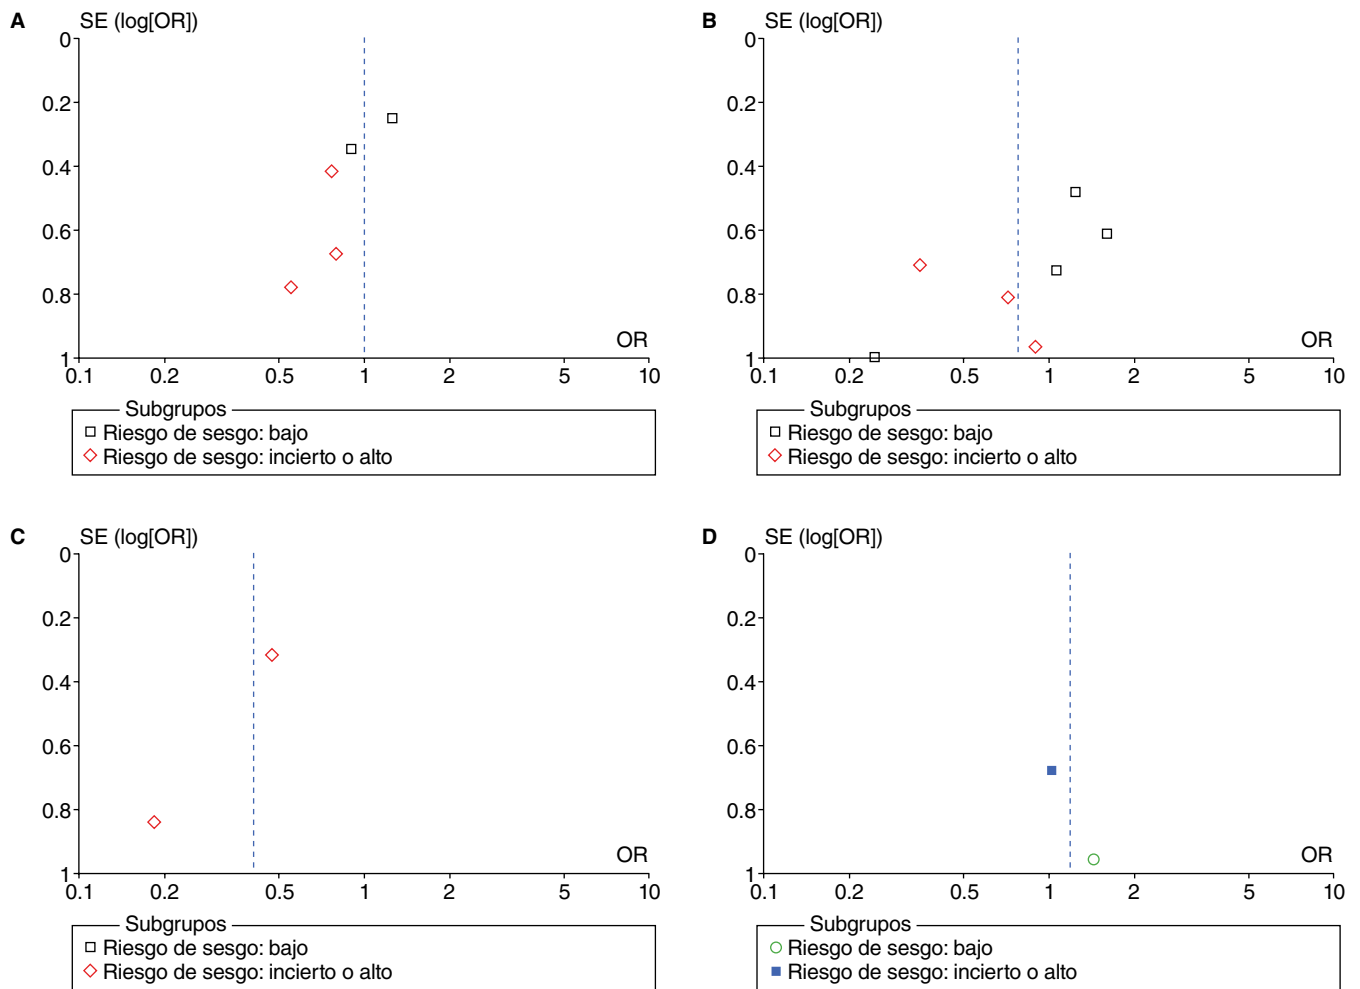 A
SE (log[OR])
0
0.2
0.4
0.6
0.8
1
OR
0.1 0.2 0.5 1 2 5 10
Subgrupos
Riesgo de sesgo: bajo
Riesgo de sesgo: incierto o alto
B
SE (log[OR])
0
0.2
0.4
0.6
0.8
1
OR
0.1 0.2 0.5 1 2 5 10
Subgrupos
Riesgo de sesgo: bajo
Riesgo de sesgo: incierto o alto
C
SE (log[OR])
0
0.2
0.4
0.6
0.8
1
OR
0.1 0.2 0.5 1 2 5 10
Subgrupos
Riesgo de sesgo: bajo
Riesgo de sesgo: incierto o alto
D
SE (log[OR])
0
0.2
0.4
0.6
0.8
1
OR
0.1 0.2 0.5 1 2 5 10
Subgrupos
Riesgo de sesgo: bajo
Riesgo de sesgo: incierto o alto